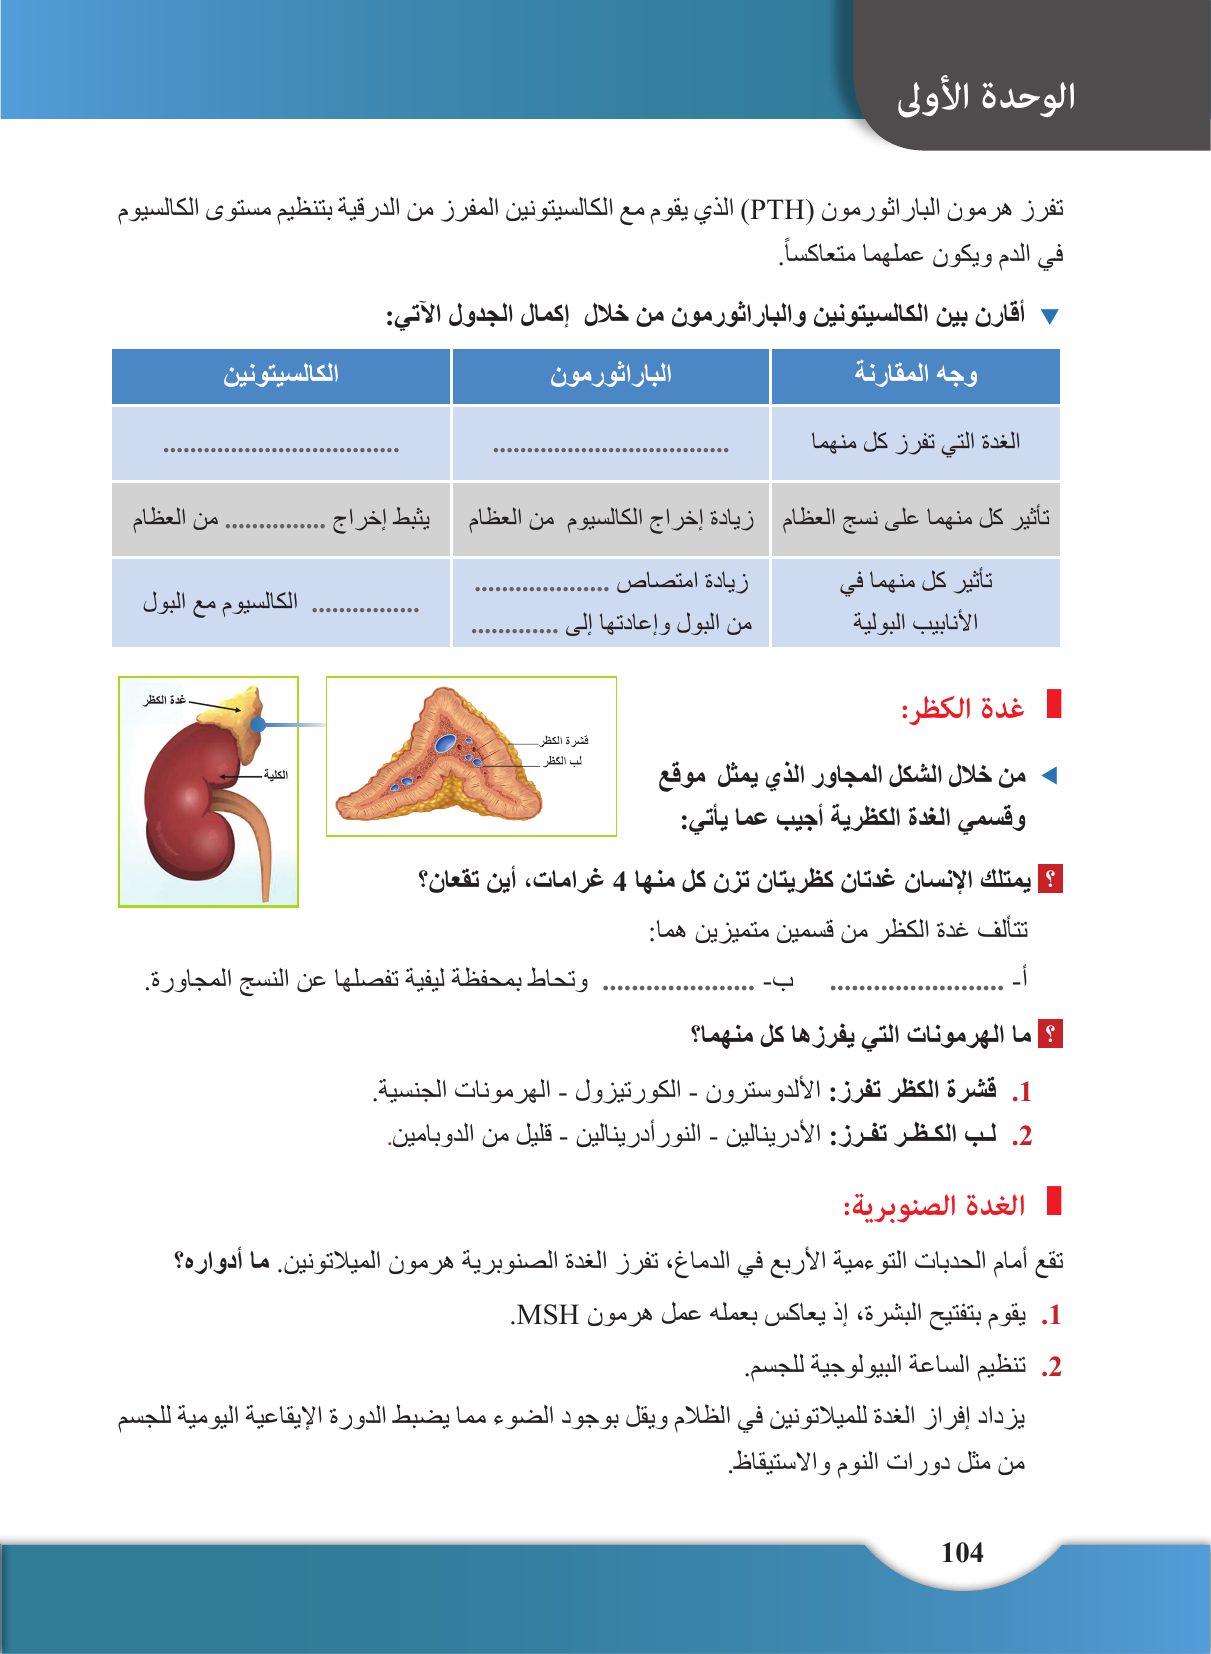 الوحدة الأولى
تفرز هرمون الباراثورمون (PTH) الذي يقوم مع الكالسيتونين المفرز من الدرقية بتنظيم مستوى الكالسيوم
في الدم ويكون عملهما متعاكساً.
أقارن بين الكالسيتونين والباراثورمون من خلال إكمال الجدول الآتي:
وجه المقارنة الباراثورمون الكالسيتونين
الغدة التي تفرز كل منهما ................................... ...................................
تأثير كل منهما على نسج العظام زيادة إخراج الكالسيوم من العظام يثبط إخراج ............... من العظام
تأثير كل منهما في الأنابيب البولية
زيادة امتصاص ....................
من البول وإعادتها إلى .............
................ الكالسيوم مع البول
غدة الكظر:
غدة الكظر
الكلية
قشرة الكظر
لب الكظر
من خلال الشكل المجاور الذي يمثل موقع
وقسمي الغدة الكظرية أجيب عما يأتي:
؟ يمتلك الإنسان غدتان كظريتان تزن كل منها 4 غرامات، أين تقعان؟
تتألف غدة الكظر من قسمين متميزين هما:
أ- ........................ ب- ..................... وتحاط بمحفظة ليفية تفصلها عن النسج المجاورة.
؟ ما الهرمونات التي يفرزها كل منهما؟
1. قشرة الكظر تفرز: الألدوسترون - الكورتيزول - الهرمونات الجنسية.
2. لـب الكـظـر تفـرز: الأدرينالين - النورأدرينالين - قليل من الدوبامين.
الغدة الصنوبرية:
تقع أمام الحدبات التوءمية الأربع في الدماغ، تفرز الغدة الصنوبرية هرمون الميلاتونين. ما أدواره؟
1. يقوم بتفتيح البشرة، إذ يعاكس بعمله عمل هرمون MSH.
2. تنظيم الساعة البيولوجية للجسم.
يزداد إفراز الغدة للميلاتونين في الظلام ويقل بوجود الضوء مما يضبط الدورة الإيقاعية اليومية للجسم
من مثل دورات النوم والاستيقاظ.
104